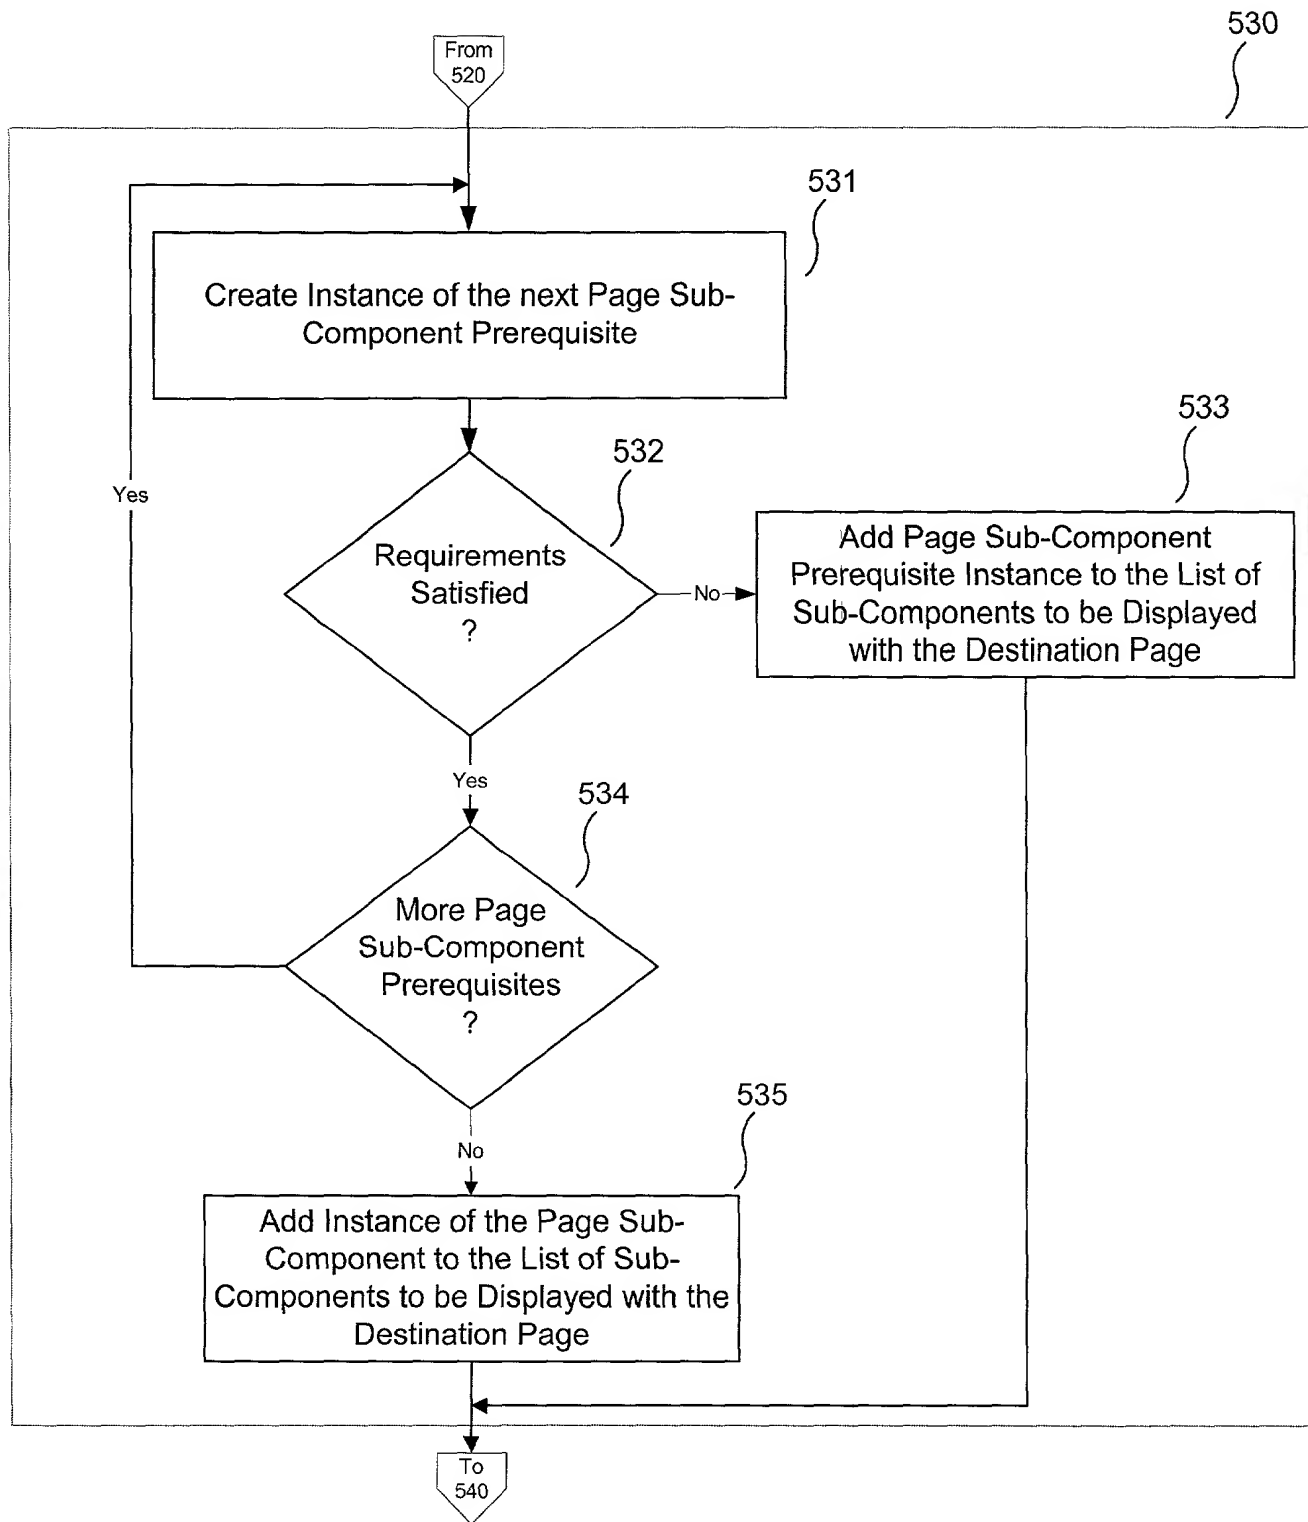 530
From
520
531
Create Instance of the next Page Sub-
Component Prerequisite
532
533
Yes
Requirements
Satisfied
?
No
Add Page Sub-Component
Prerequisite Instance to the List of
Sub-Components to be Displayed
with the Destination Page
Yes
534
More Page
Sub-Component
Prerequisites
?
No
535
Add Instance of the Page Sub-
Component to the List of Sub-
Components to be Displayed with the
Destination Page
To
540